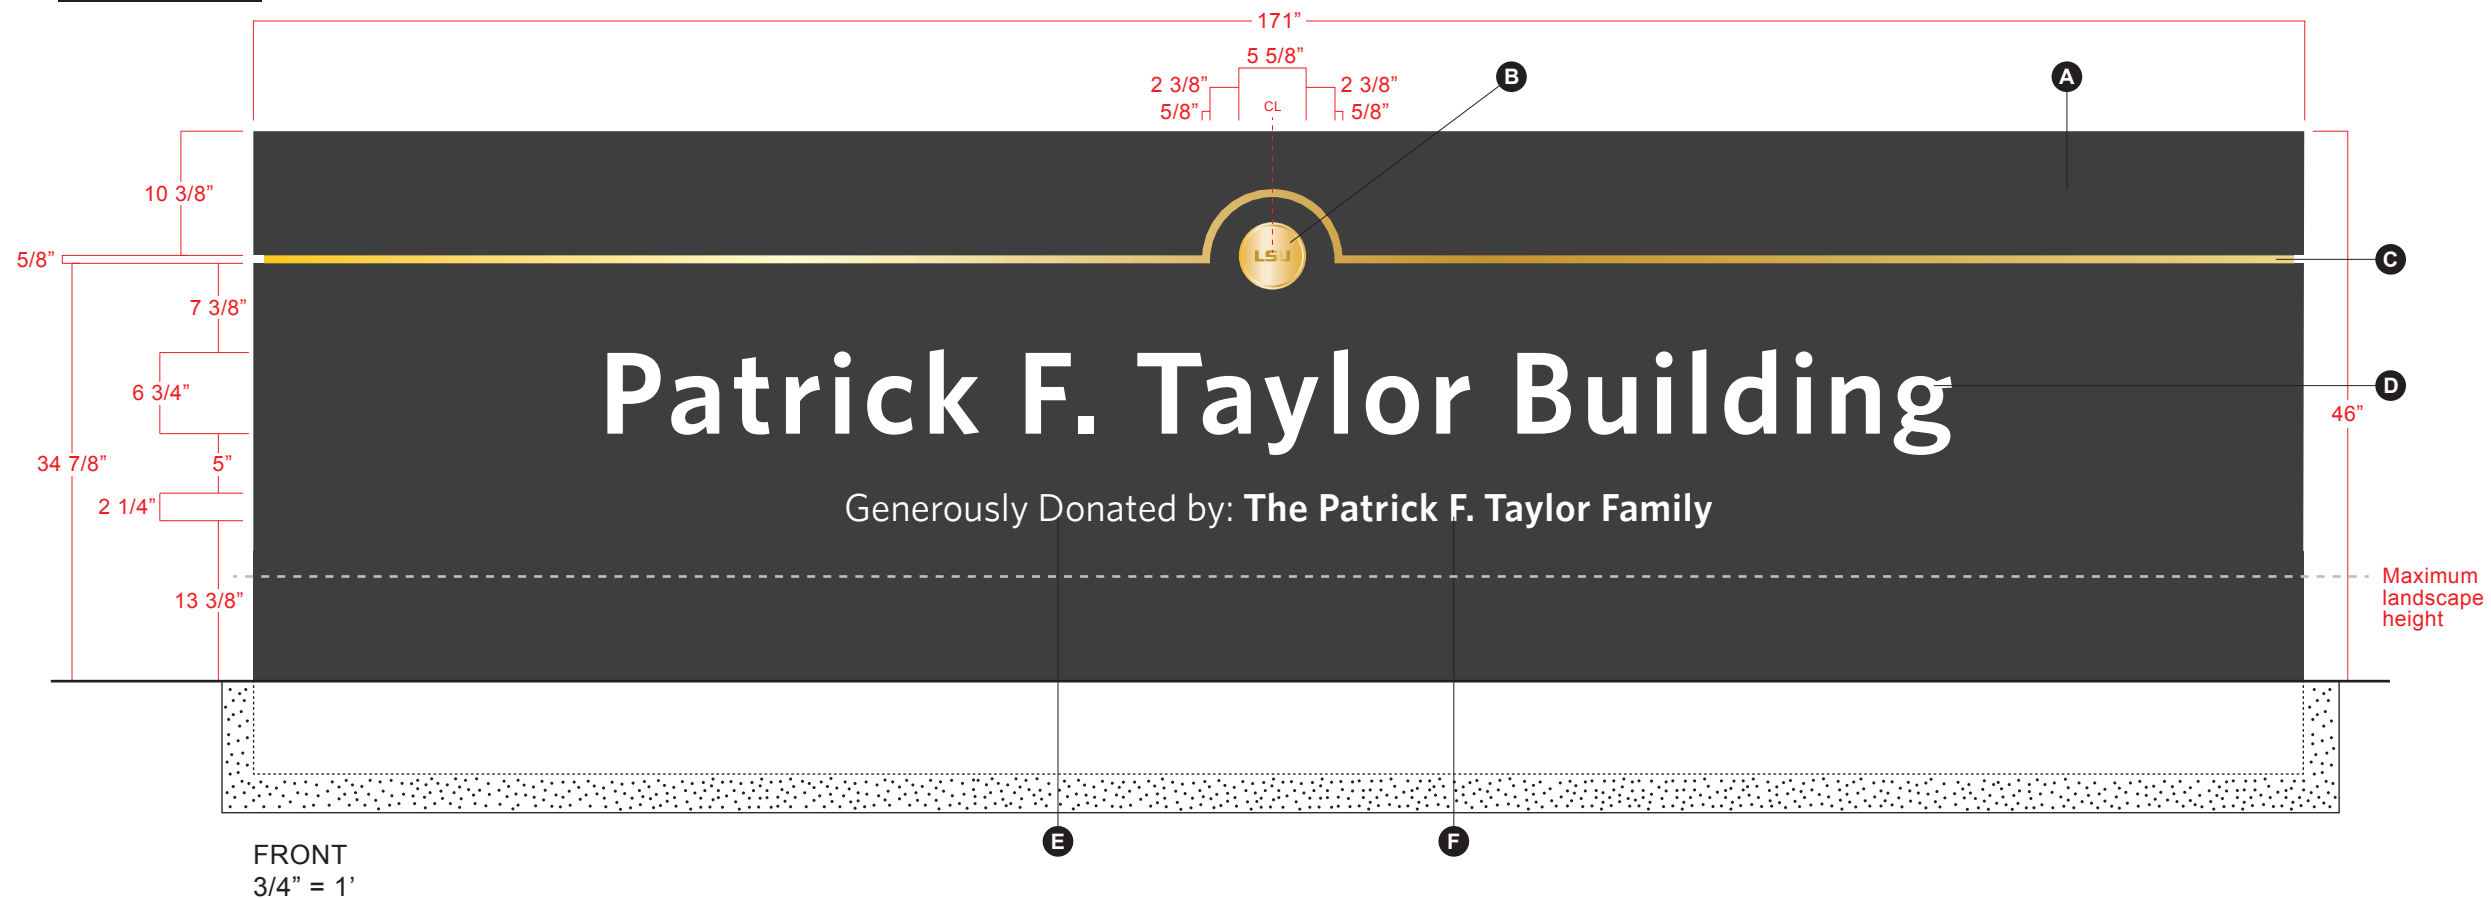 171”
5 5/8”
2 3/8”
2 3/8”
5/8”
CL
5/8”
B
A
10 3/8”
5/8”
LSU
C
7 3/8”
6 3/4”
Patrick F. Taylor Building
D
46”
34 7/8”
5”
2 1/4”
Generously Donated by: The Patrick F. Taylor Family
13 3/8”
Maximum
landscape
height
E
F
FRONT
3/4” = 1’